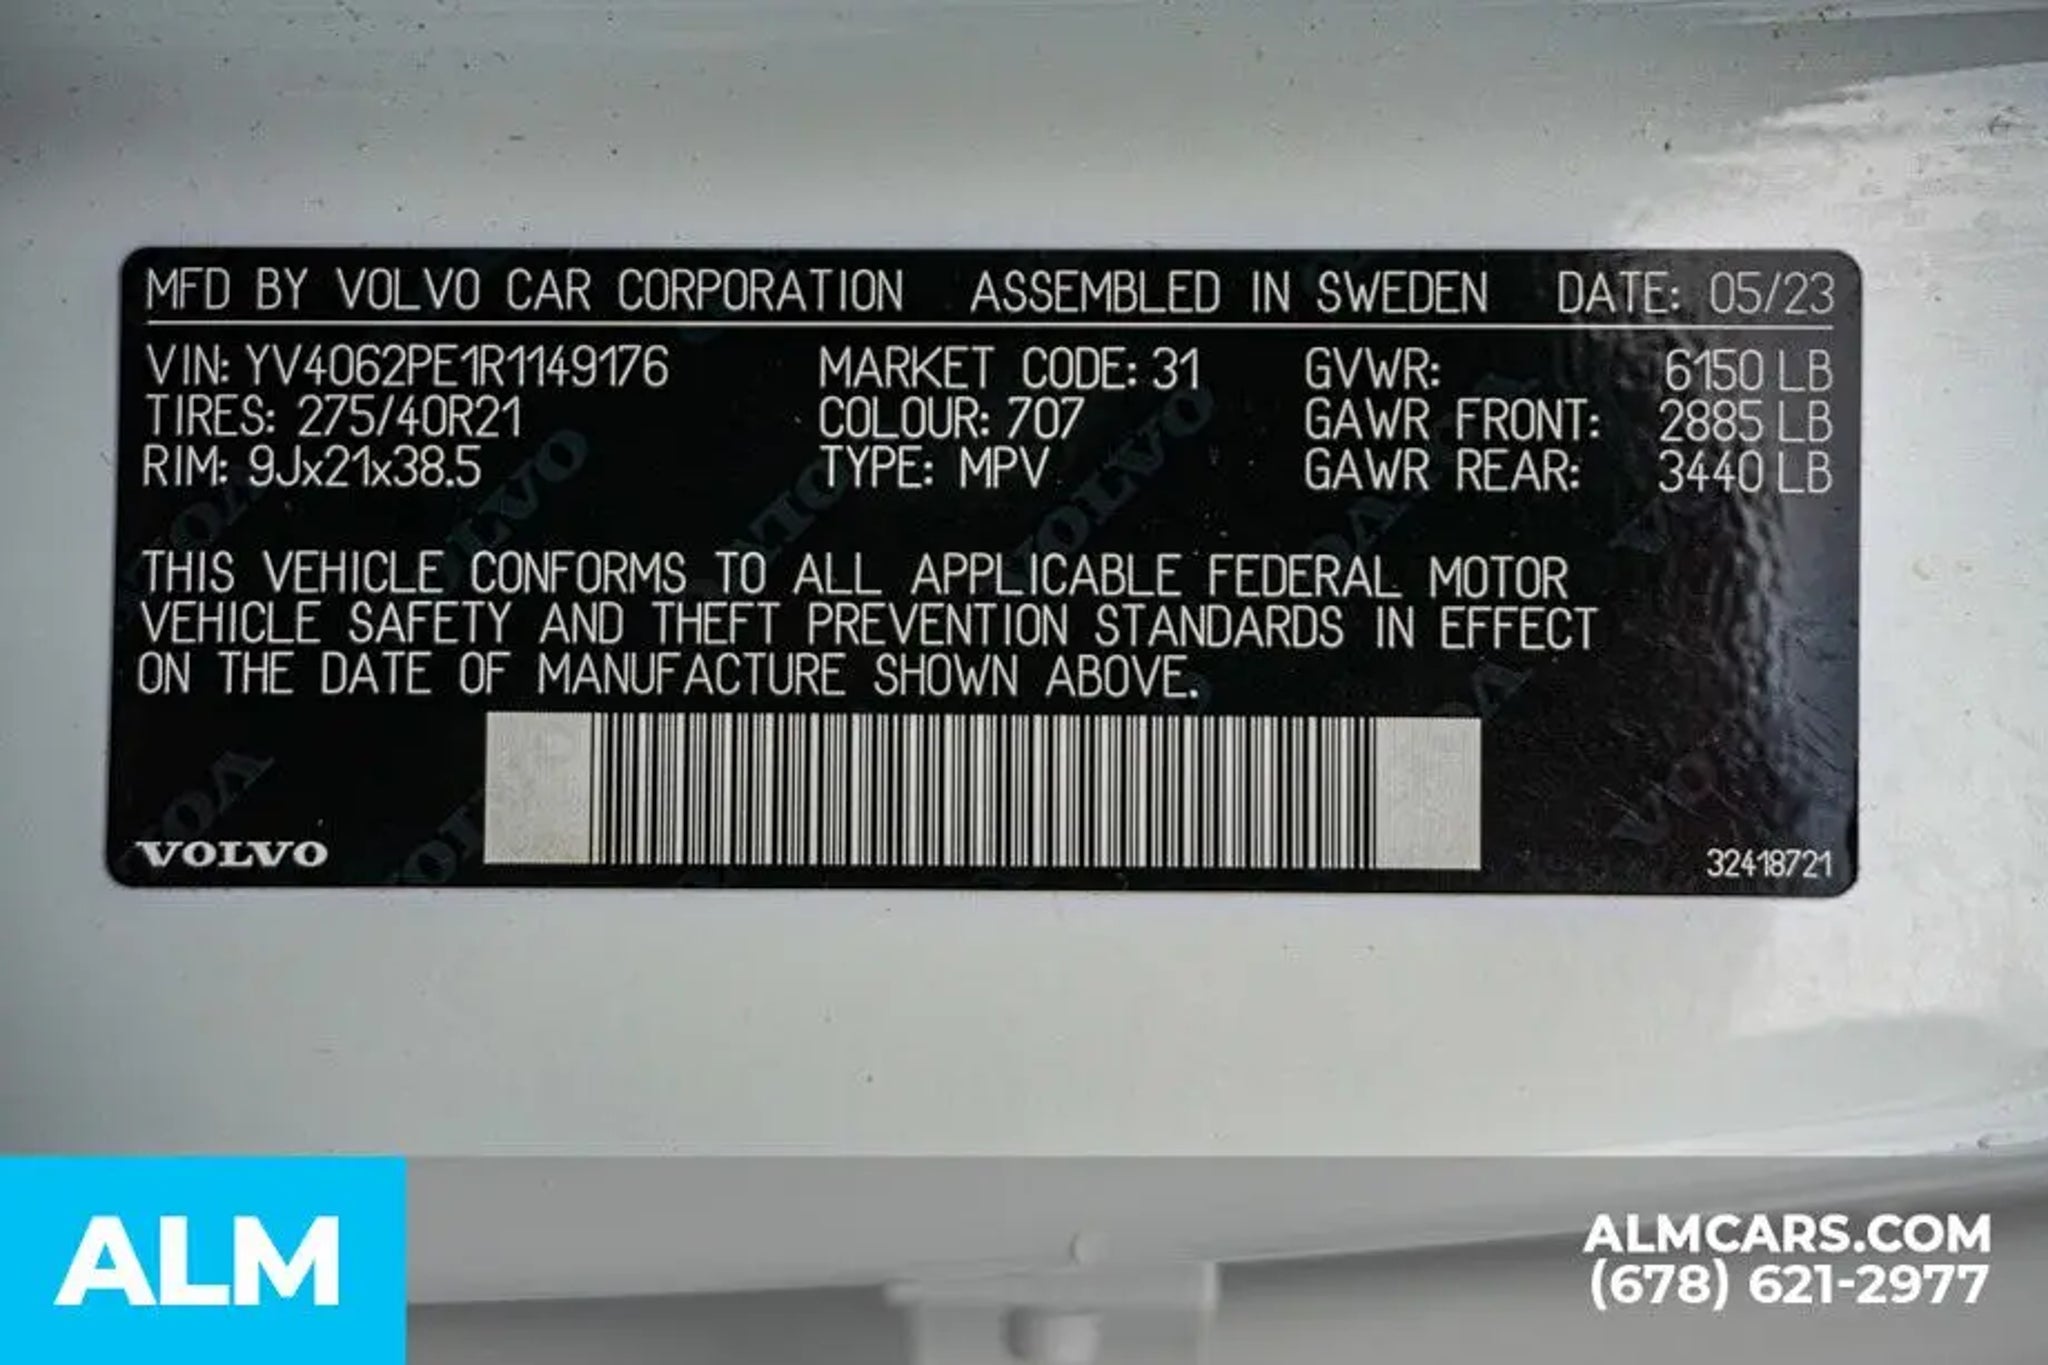 MFD BY VOLVO CAR CORPORATION ASSEMBLED IN SWEDEN DATE: 05/23
VIN: YV4062PE1R1149176 MARKET CODE: 31 GVWR: 6150 LB
TIRES: 275/40R21 COLOUR: 707 GAWR FRONT: 2885 LB
RIM: 9Jx21x38.5 TYPE: MPV GAWR REAR: 3440 LB
THIS VEHICLE CONFORMS TO ALL APPLICABLE FEDERAL MOTOR
VEHICLE SAFETY AND THEFT PREVENTION STANDARDS IN EFFECT
ON THE DATE OF MANUFACTURE SHOWN ABOVE.
VOLVO
32418721
ALM
ALMCARS.COM
(678) 621-2977